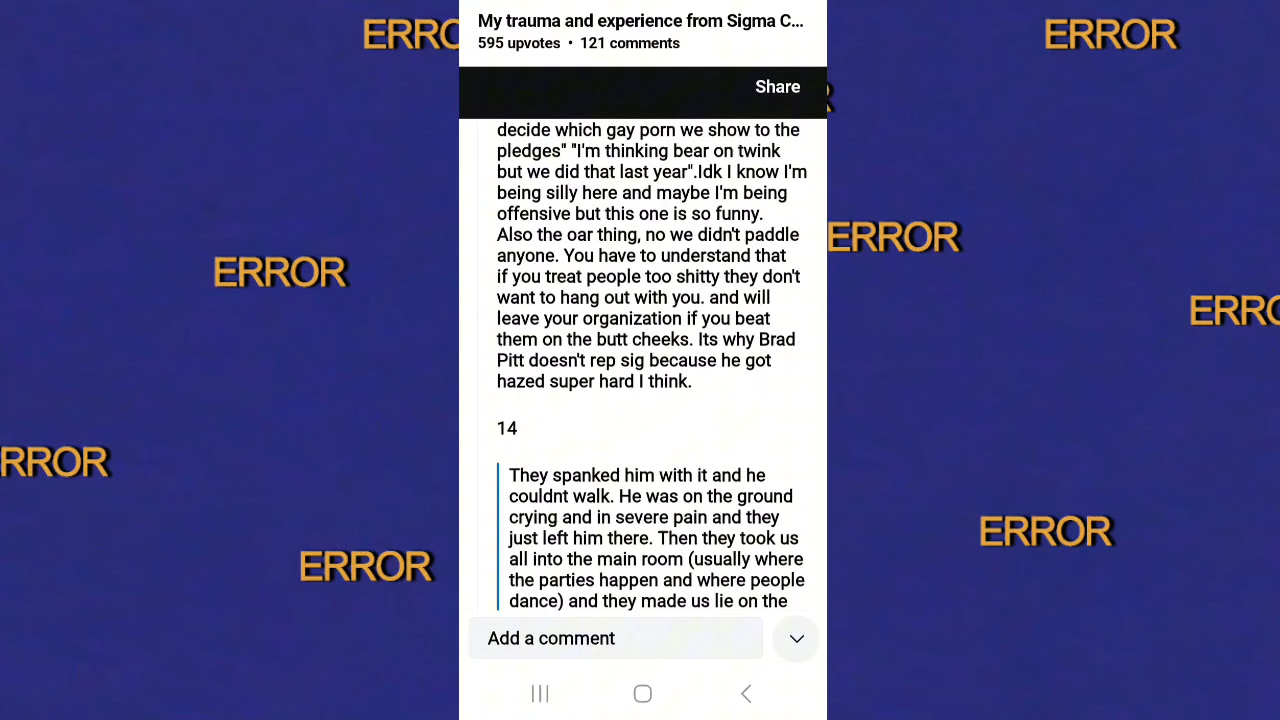 My trauma and experience from Sigma C...
595 upvotes • 121 comments
Share
decide which gay porn we show to the
pledges" "I'm thinking bear on twink
but we did that last year".Idk I know I'm
being silly here and maybe I'm being
offensive but this one is so funny.
Also the oar thing, no we didn't paddle
anyone. You have to understand that
if you treat people too shitty they don't
want to hang out with you. and will
leave your organization if you beat
them on the butt cheeks. Its why Brad
Pitt doesn't rep sig because he got
hazed super hard I think.
14
They spanked him with it and he
couldnt walk. He was on the ground
crying and in severe pain and they
just left him there. Then they took us
all into the main room (usually where
the parties happen and where people
dance) and they made us lie on the
Add a comment
ERRO
ERROR
ERROR
ERROR
ERRO
RROR
ERROR
ERROR
R